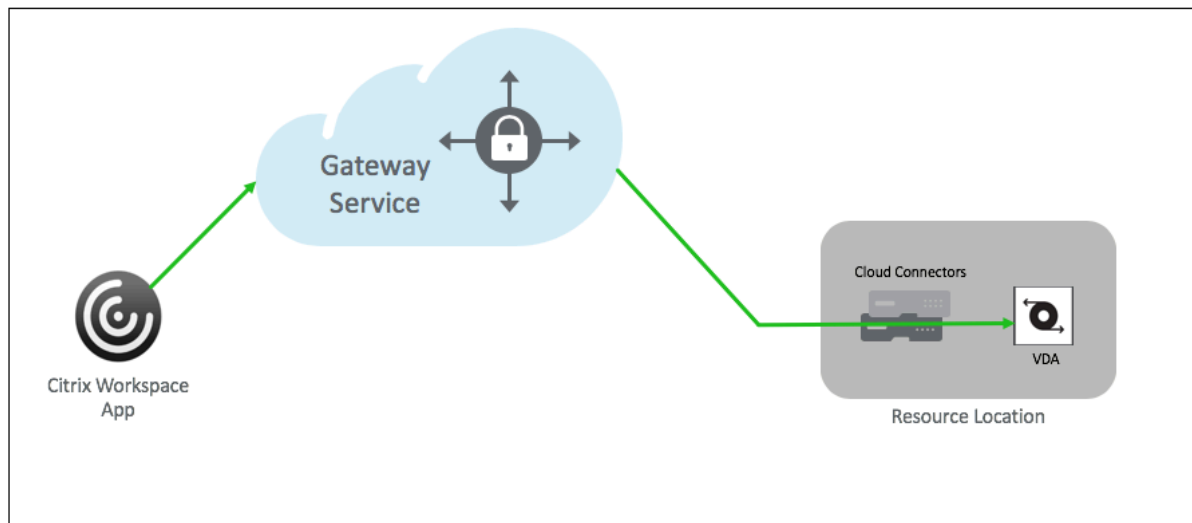 Gateway
Service
Cloud Connectors
Citrix Workspace
App
VDA
Resource Location